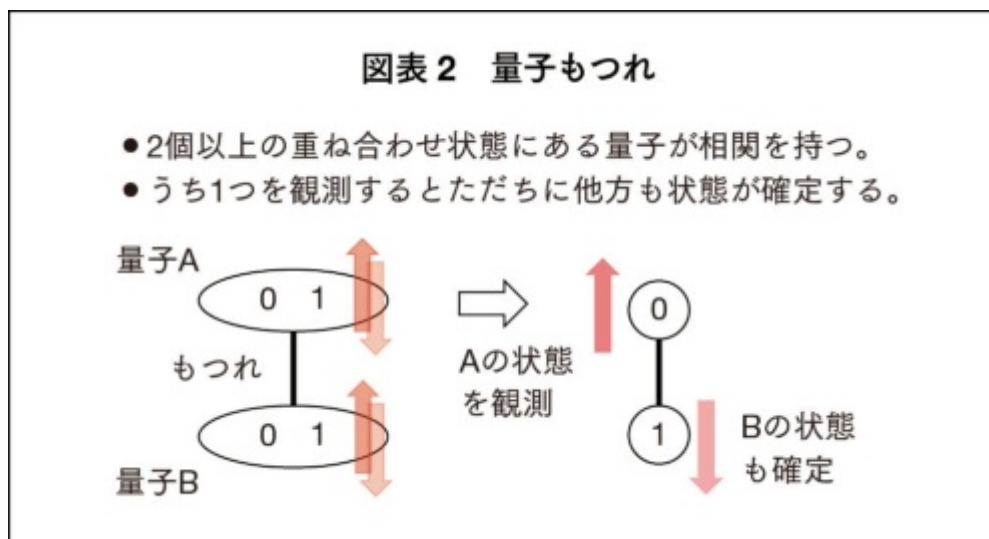 図表2 量子もつれ
●2個以上の重ね合わせ状態にある量子が相関を持つ。
●うち1つを観測するとただちに他方も状態が確定する。
量子A
0 1
もつれ
0 1
量子B
Aの状態
を観測
0
1
Bの状態
も確定